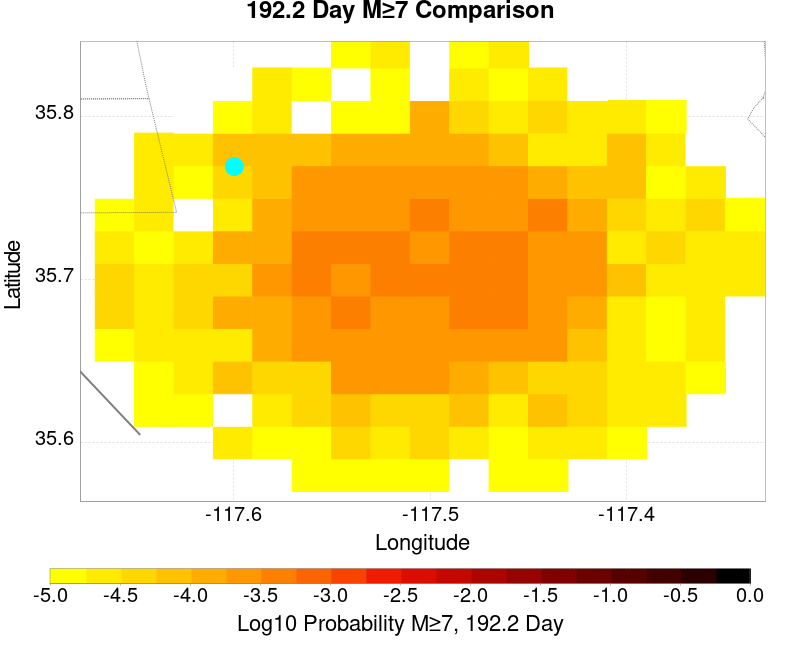 192.2 Day M≥7 Comparison
35.8
35.7
35.6
Latitude
-117.6 -117.5 -117.4
Longitude
-5.0 -4.5 -4.0 -3.5 -3.0 -2.5 -2.0 -1.5 -1.0 -0.5 0.0
Log10 Probability M≥7, 192.2 Day